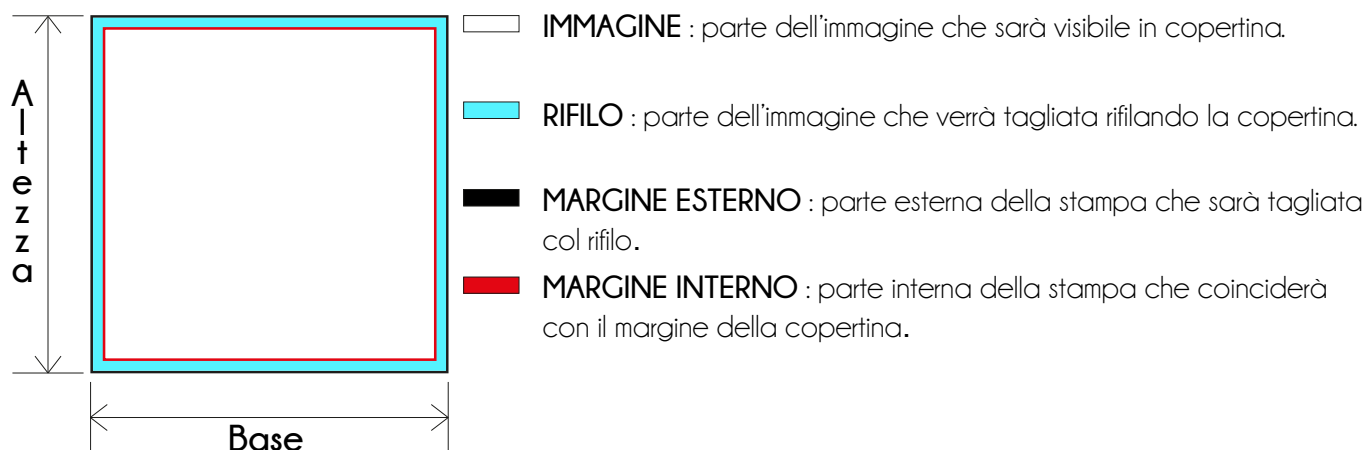 Altezza
Base
IMMAGINE : parte dell'immagine che sarà visibile in copertina.
RIFILO : parte dell'immagine che verrà tagliata rifilando la copertina.
MARGINE ESTERNO : parte esterna della stampa che sarà tagliata
col rifilo.
MARGINE INTERNO : parte interna della stampa che coinciderà
con il margine della copertina.